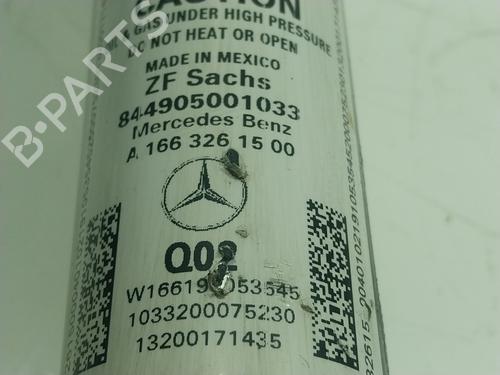 CAUTION
GAS UNDER HIGH PRESSURE
DO NOT HEAT OR OPEN
MADE IN MEXICO
ZF Sachs
844905001033
Mercedes Benz
A 166 326 15 00
Q02
1033200075230
13200171435
B-PARTS